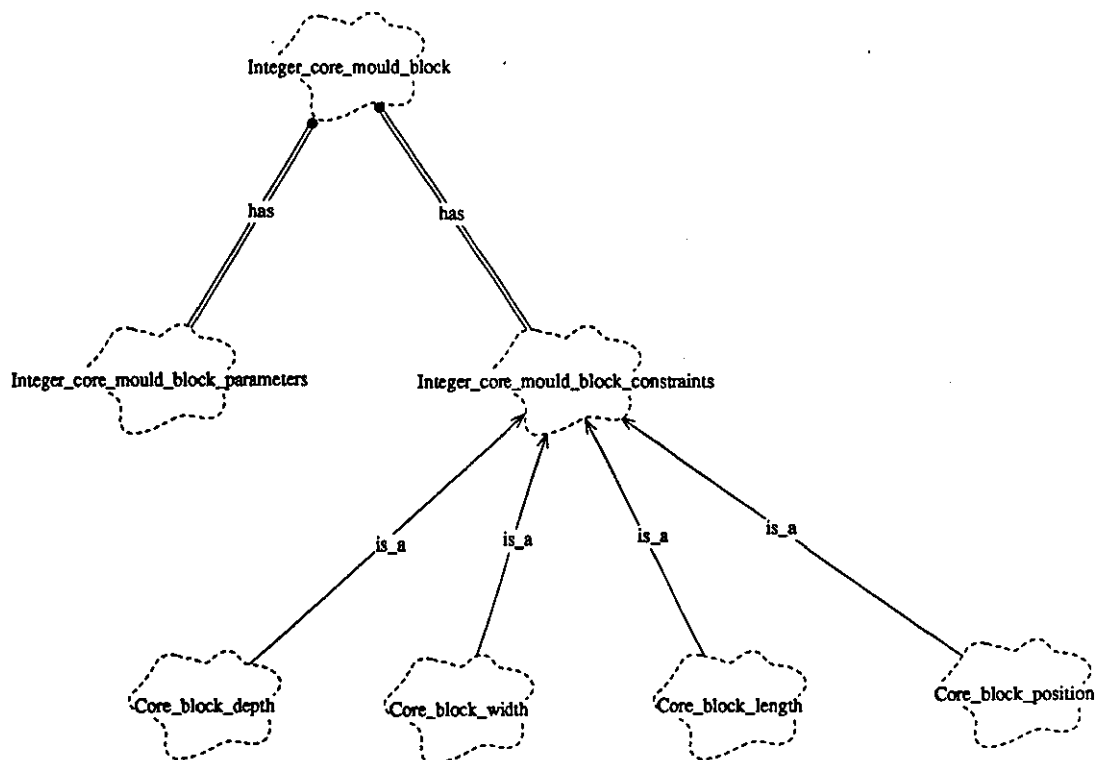 Integer_core_mould_block
has
has
Integer_core_mould_block_parameters
Integer_core_mould_block_constraints
is_a
is_a
is_a
is_a
Core_block_depth
Core_block_width
Core_block_length
Core_block_position